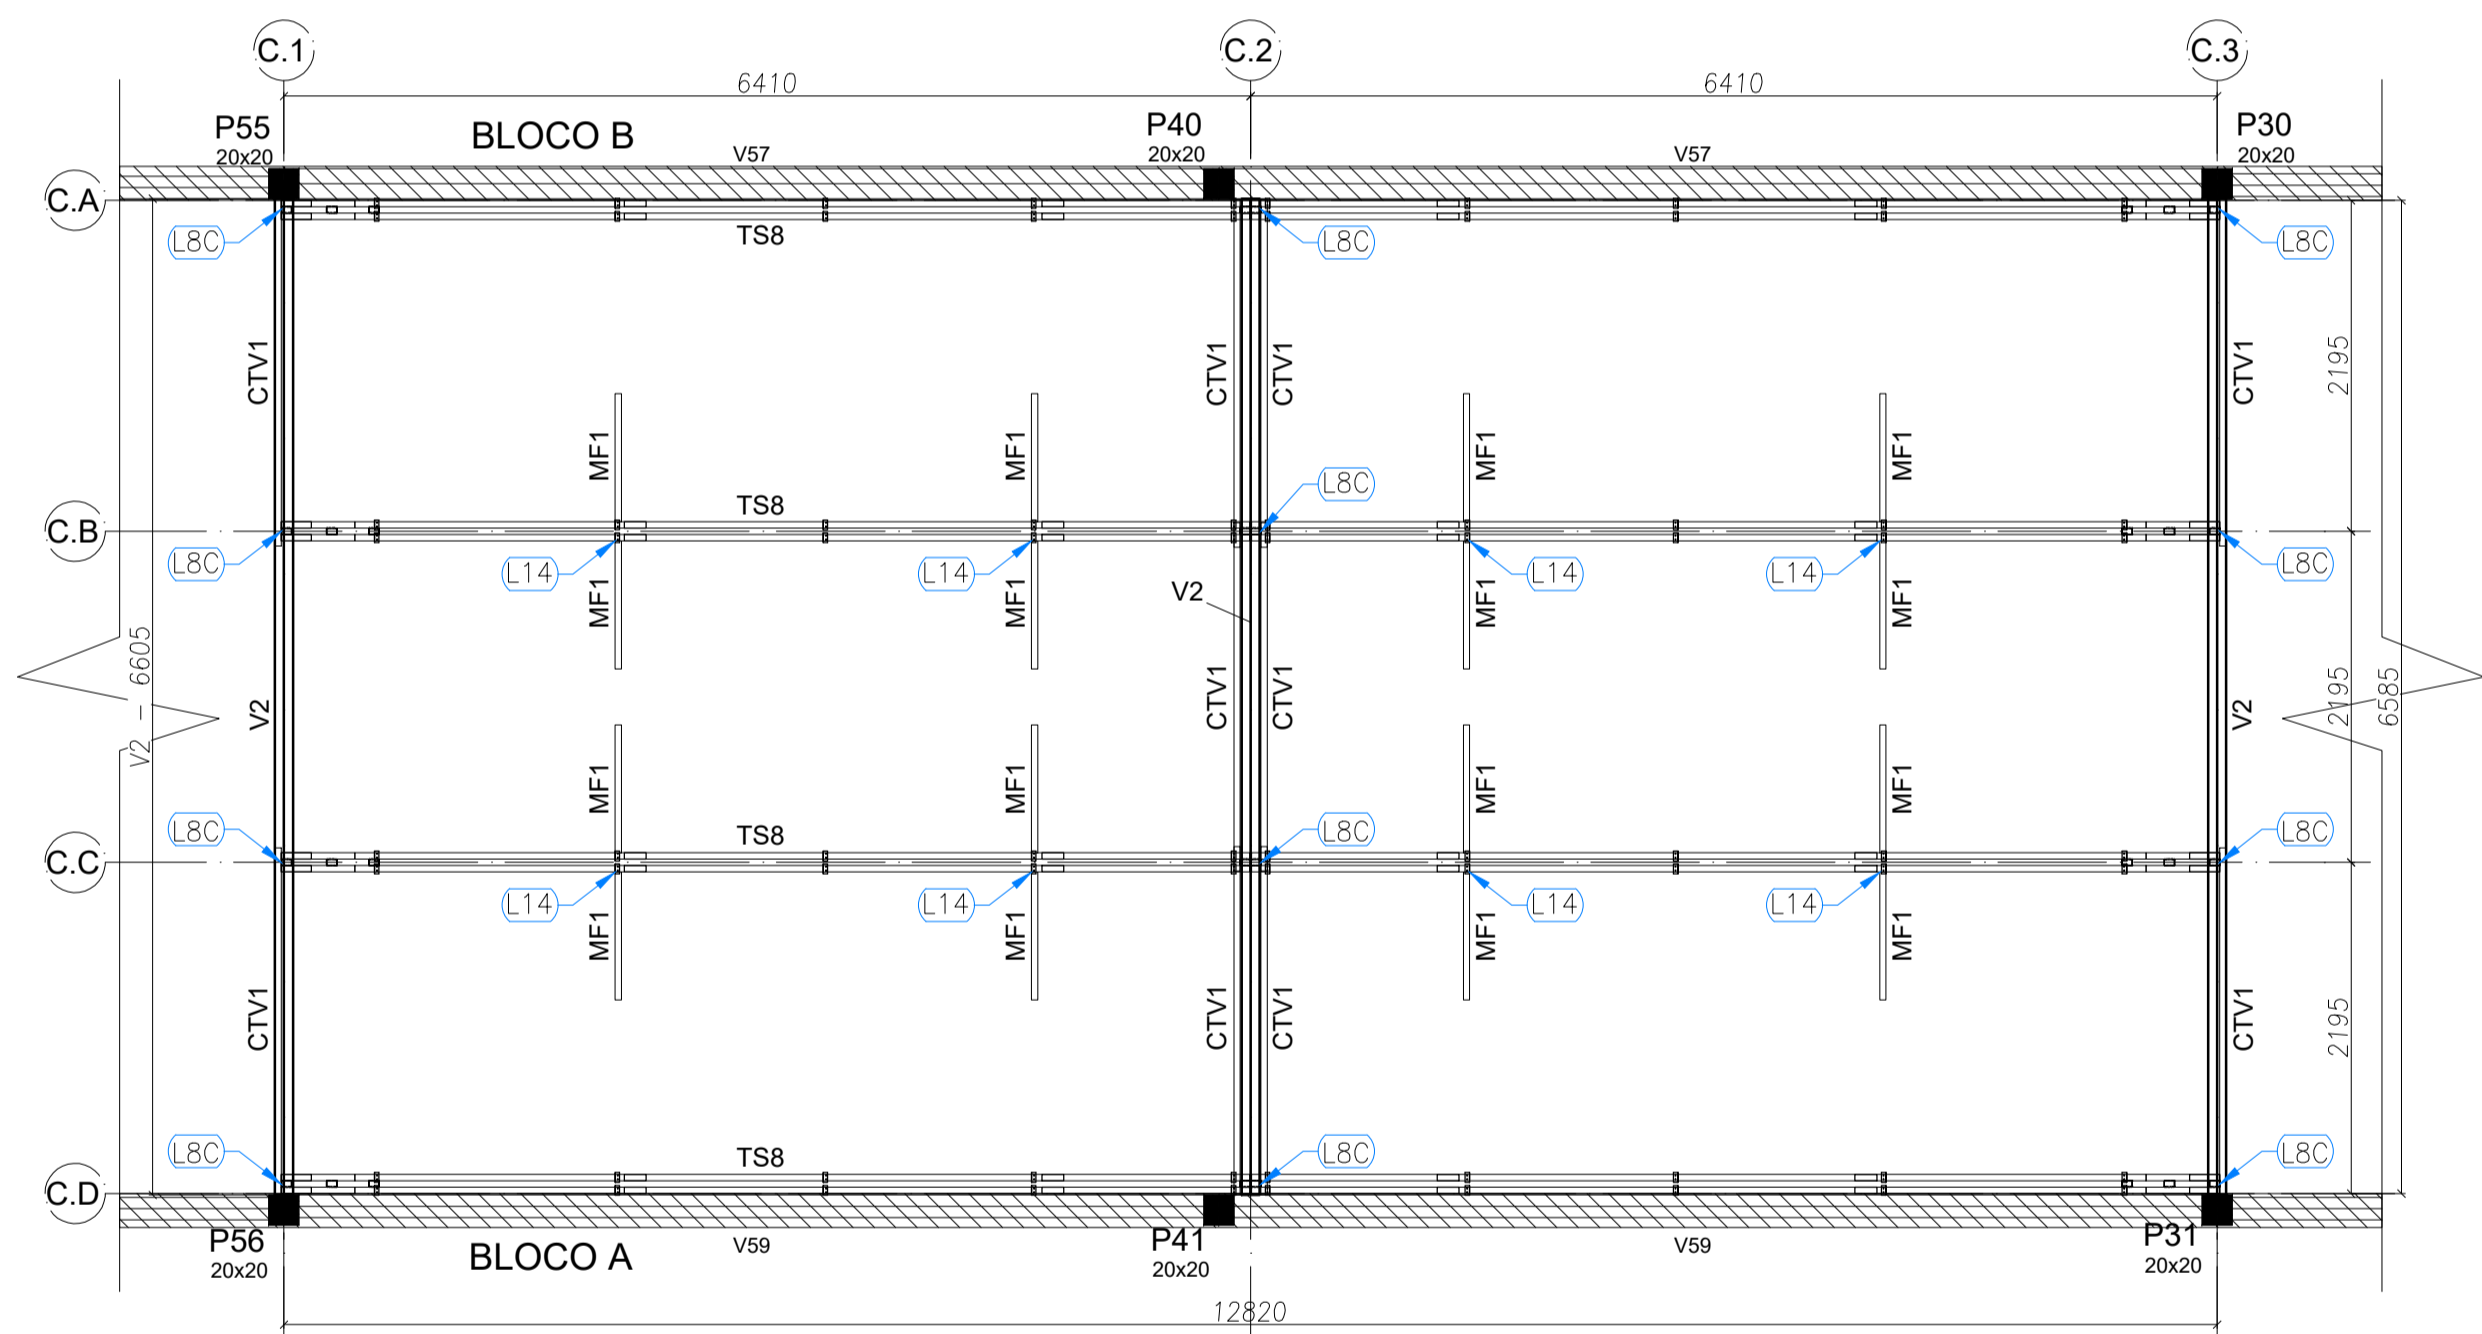 C.1
C.2
C.3
6410
6410
P55
20x20
BLOCO B
V57
P40
20x20
V57
P30
20x20
C.A
L8C
TS8
L8C
L8C
CTV1
CTV1
CTV1
CTV1
2195
MF1
MF1
MF1
MF1
C.B
L8C
TS8
L8C
L8C
L14
L14
L14
L14
MF1
MF1
V2
MF1
MF1
V2 - 6605
V2
CTV1
CTV1
V2
2195
6585
MF1
MF1
MF1
MF1
C.C
L8C
TS8
L8C
L8C
L14
L14
L14
L14
MF1
MF1
MF1
MF1
CTV1
CTV1
CTV1
CTV1
2195
C.D
L8C
TS8
L8C
L8C
P56
20x20
BLOCO A
V59
P41
20x20
V59
P31
20x20
12820